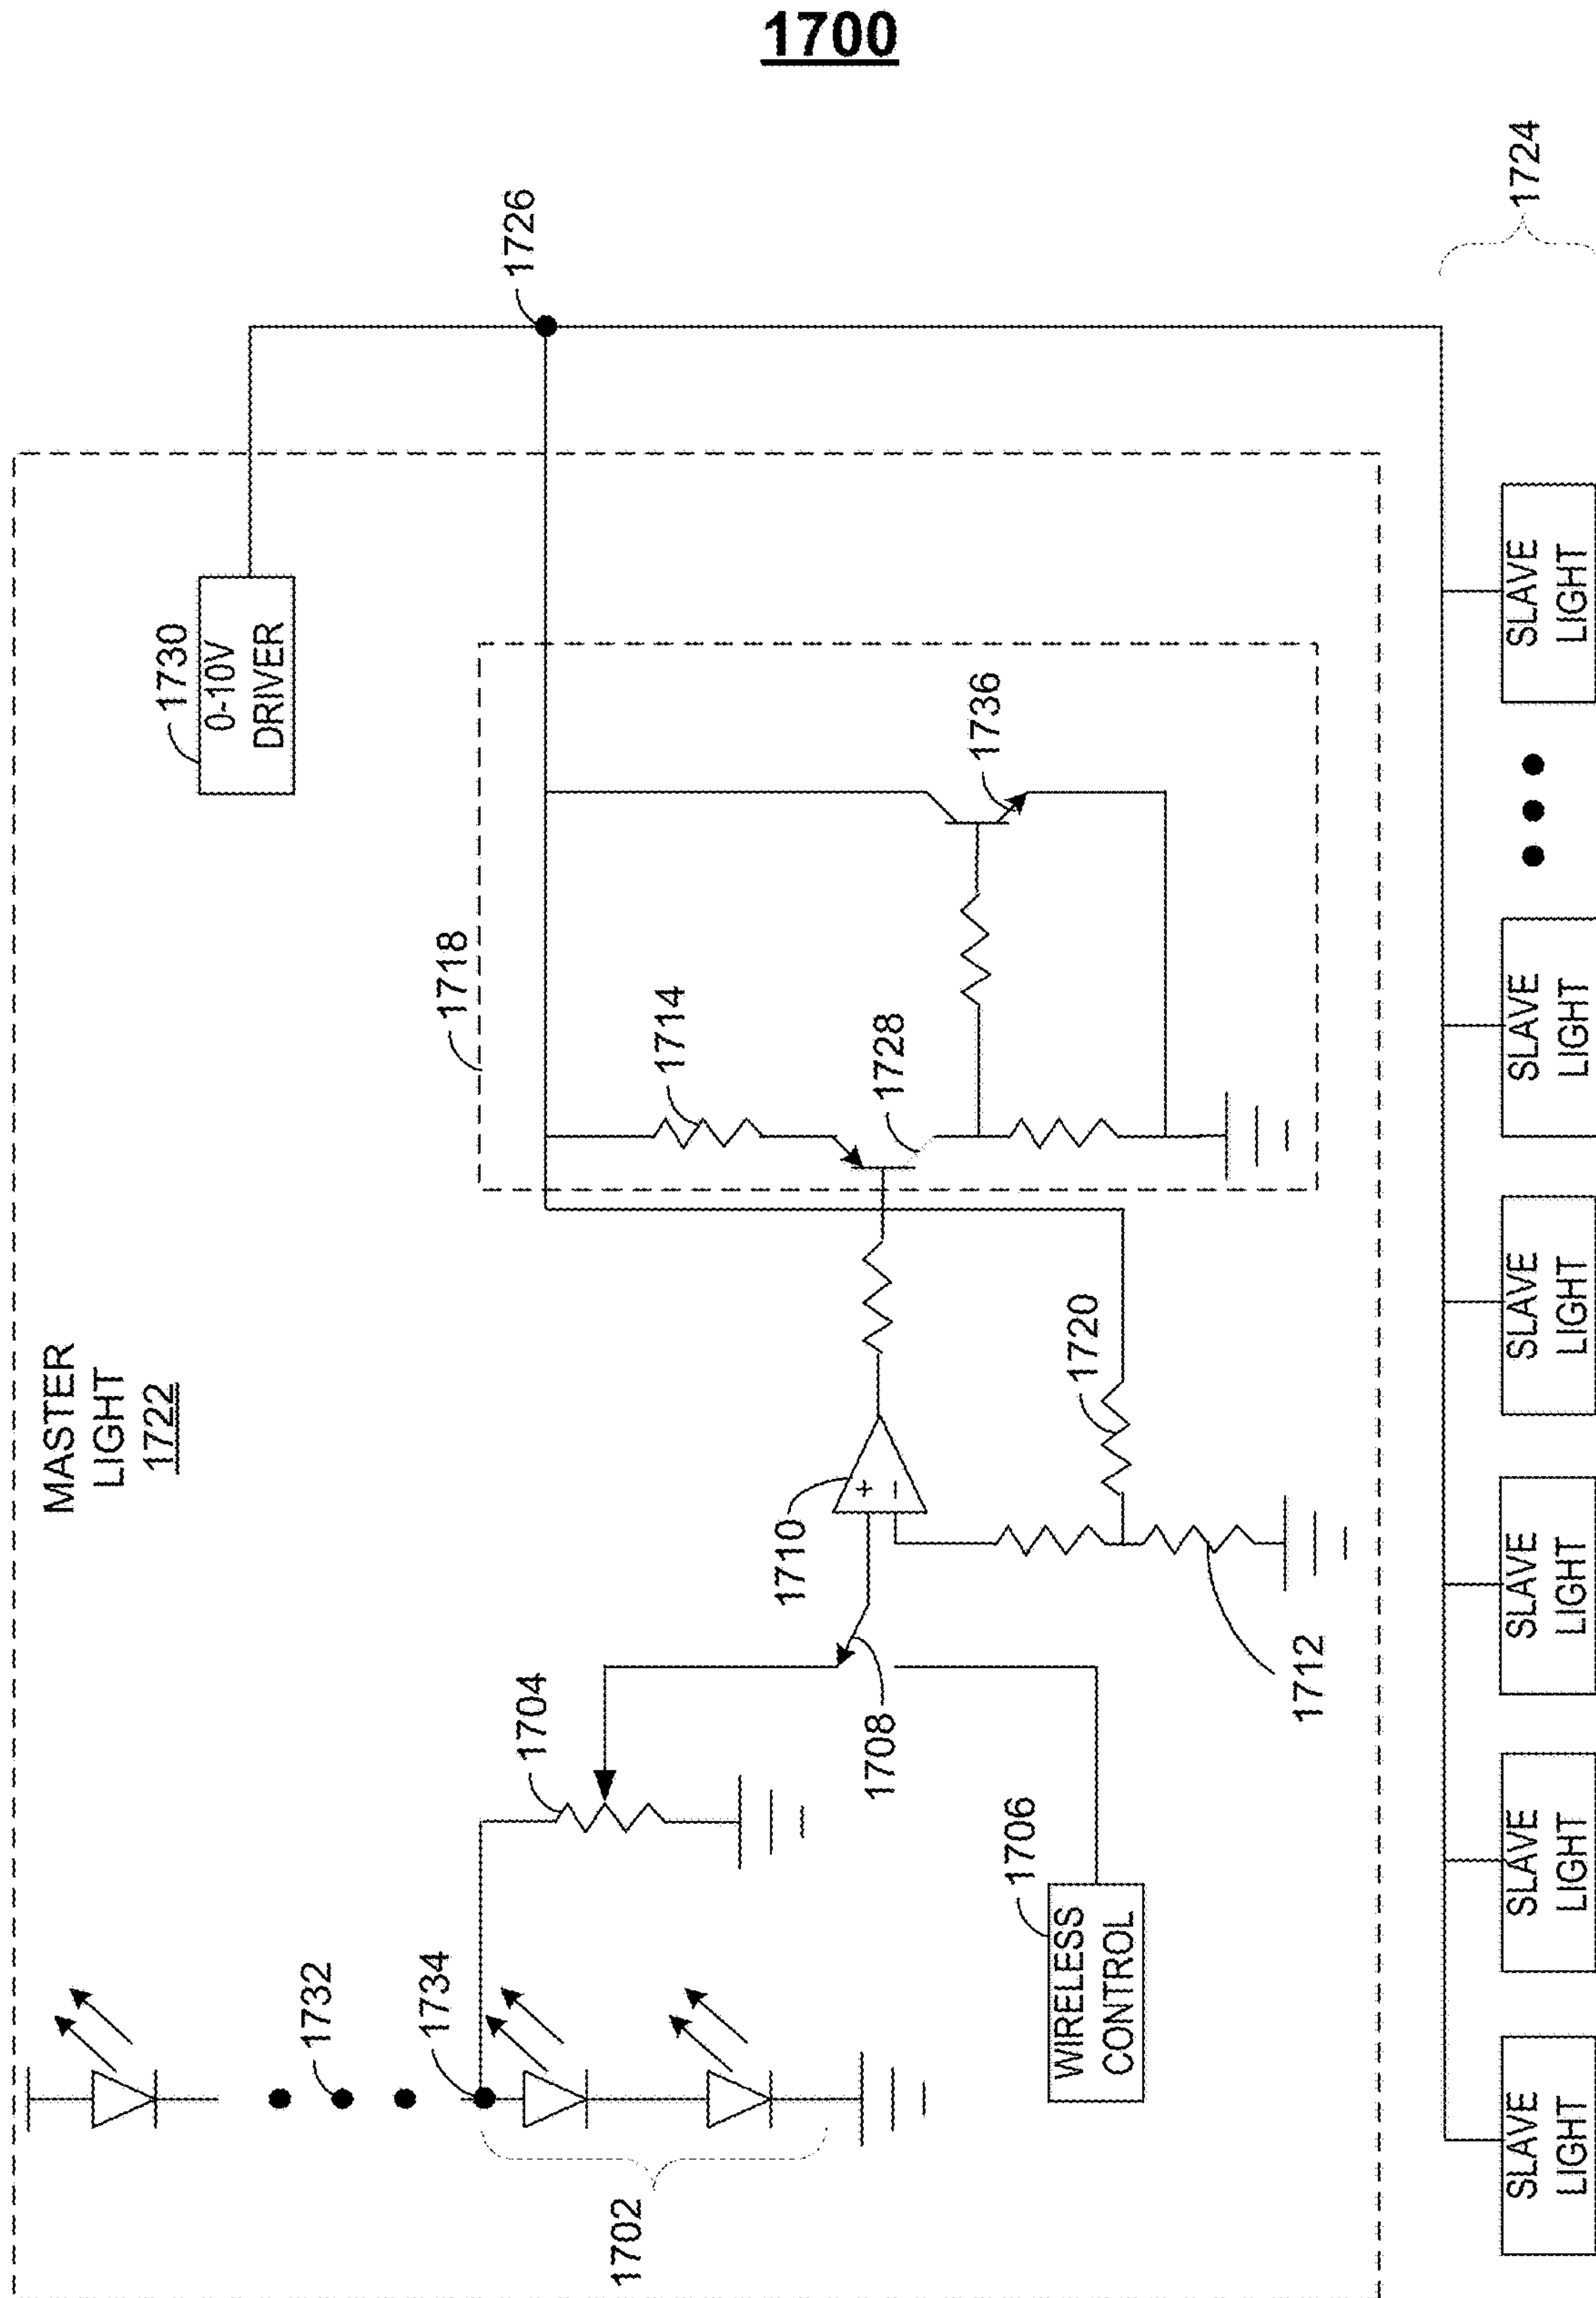 1700
MASTER
LIGHT
1722
1730
0-10V
DRIVER
1726
1724
1718
1714
1728
1736
1710
+
−
1720
1712
1704
1708
1706
WIRELESS
CONTROL
1732
1734
1702
SLAVE
LIGHT
SLAVE
LIGHT
SLAVE
LIGHT
SLAVE
LIGHT
SLAVE
LIGHT
SLAVE
LIGHT